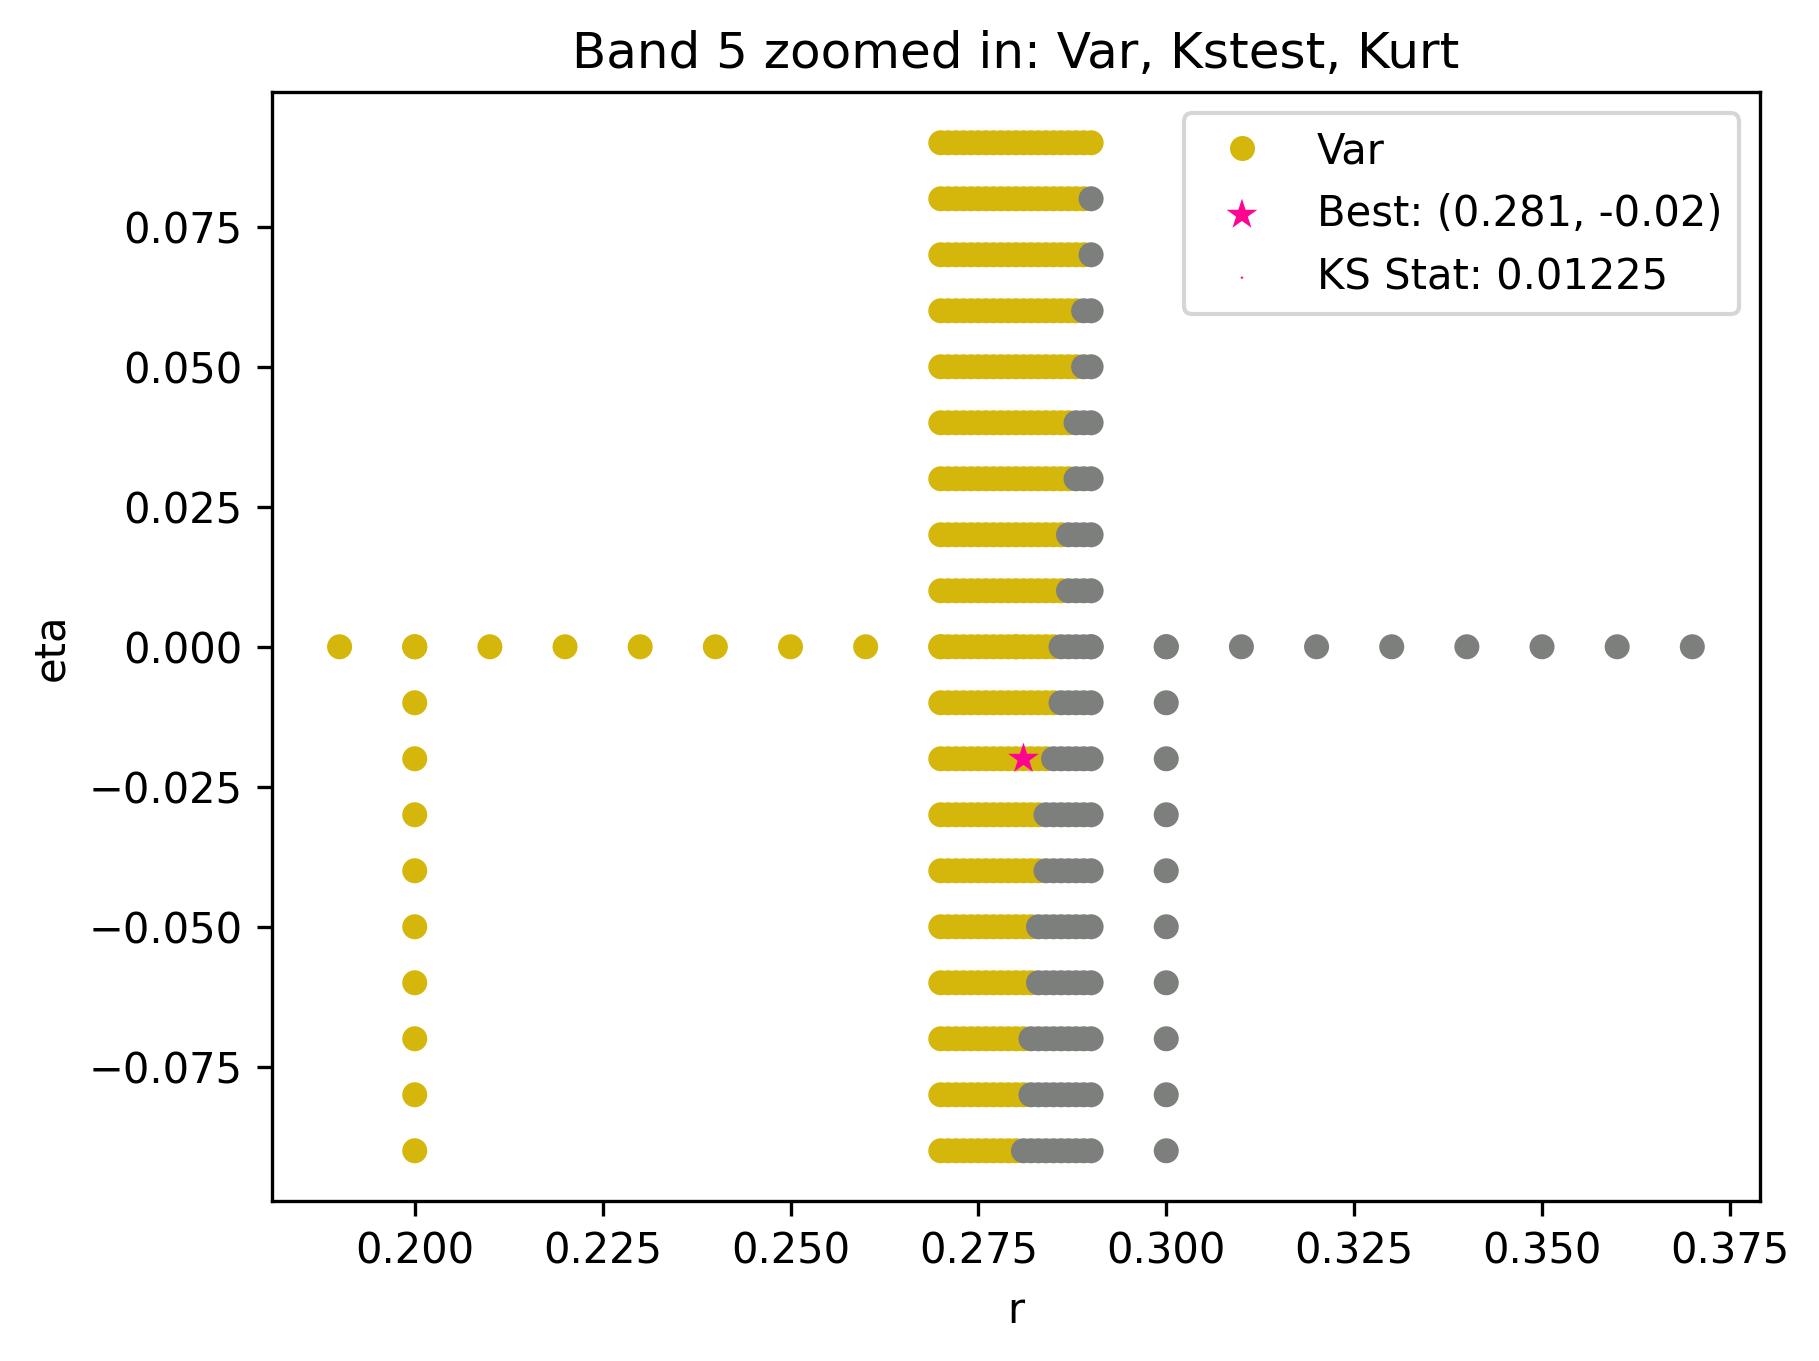 Band 5 zoomed in: Var, Kstest, Kurt
Var
Best: (0.281, -0.02)
KS Stat: 0.01225
eta
0.075
0.050
0.025
0.000
−0.025
−0.050
−0.075
0.200 0.225 0.250 0.275 0.300 0.325 0.350 0.375
r